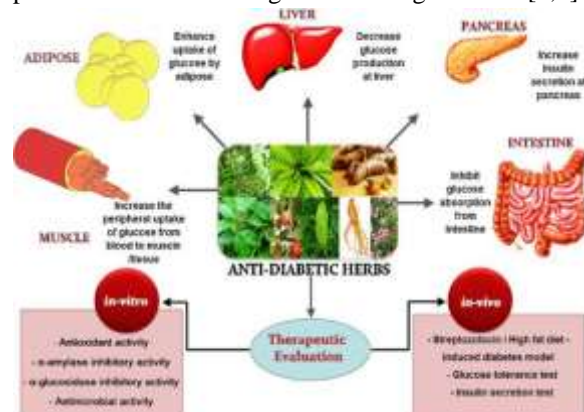 LIVER
PANCREAS
ADIPOSE
Enhance
uptake of
glucose by
adipose
Decrease
glucose
production
at liver
Increase
insulin
secretion at
pancreas
INTESTINE
Inhibit
glucose
absorption
from
intestine
MUSCLE
Increase the
peripheral uptake
of glucose from
blood to muscle
/tissue
ANTI-DIABETIC HERBS
in-vitro
in-vivo
Therapeutic
Evaluation
- Antioxidant activity
- α-amylase inhibitory activity
- α-glucosidase inhibitory activity
- Antimicrobial activity
- Streptozotocin / High fat diet -
induced diabetes model
- Glucose tolerance test
- Insulin secretion test